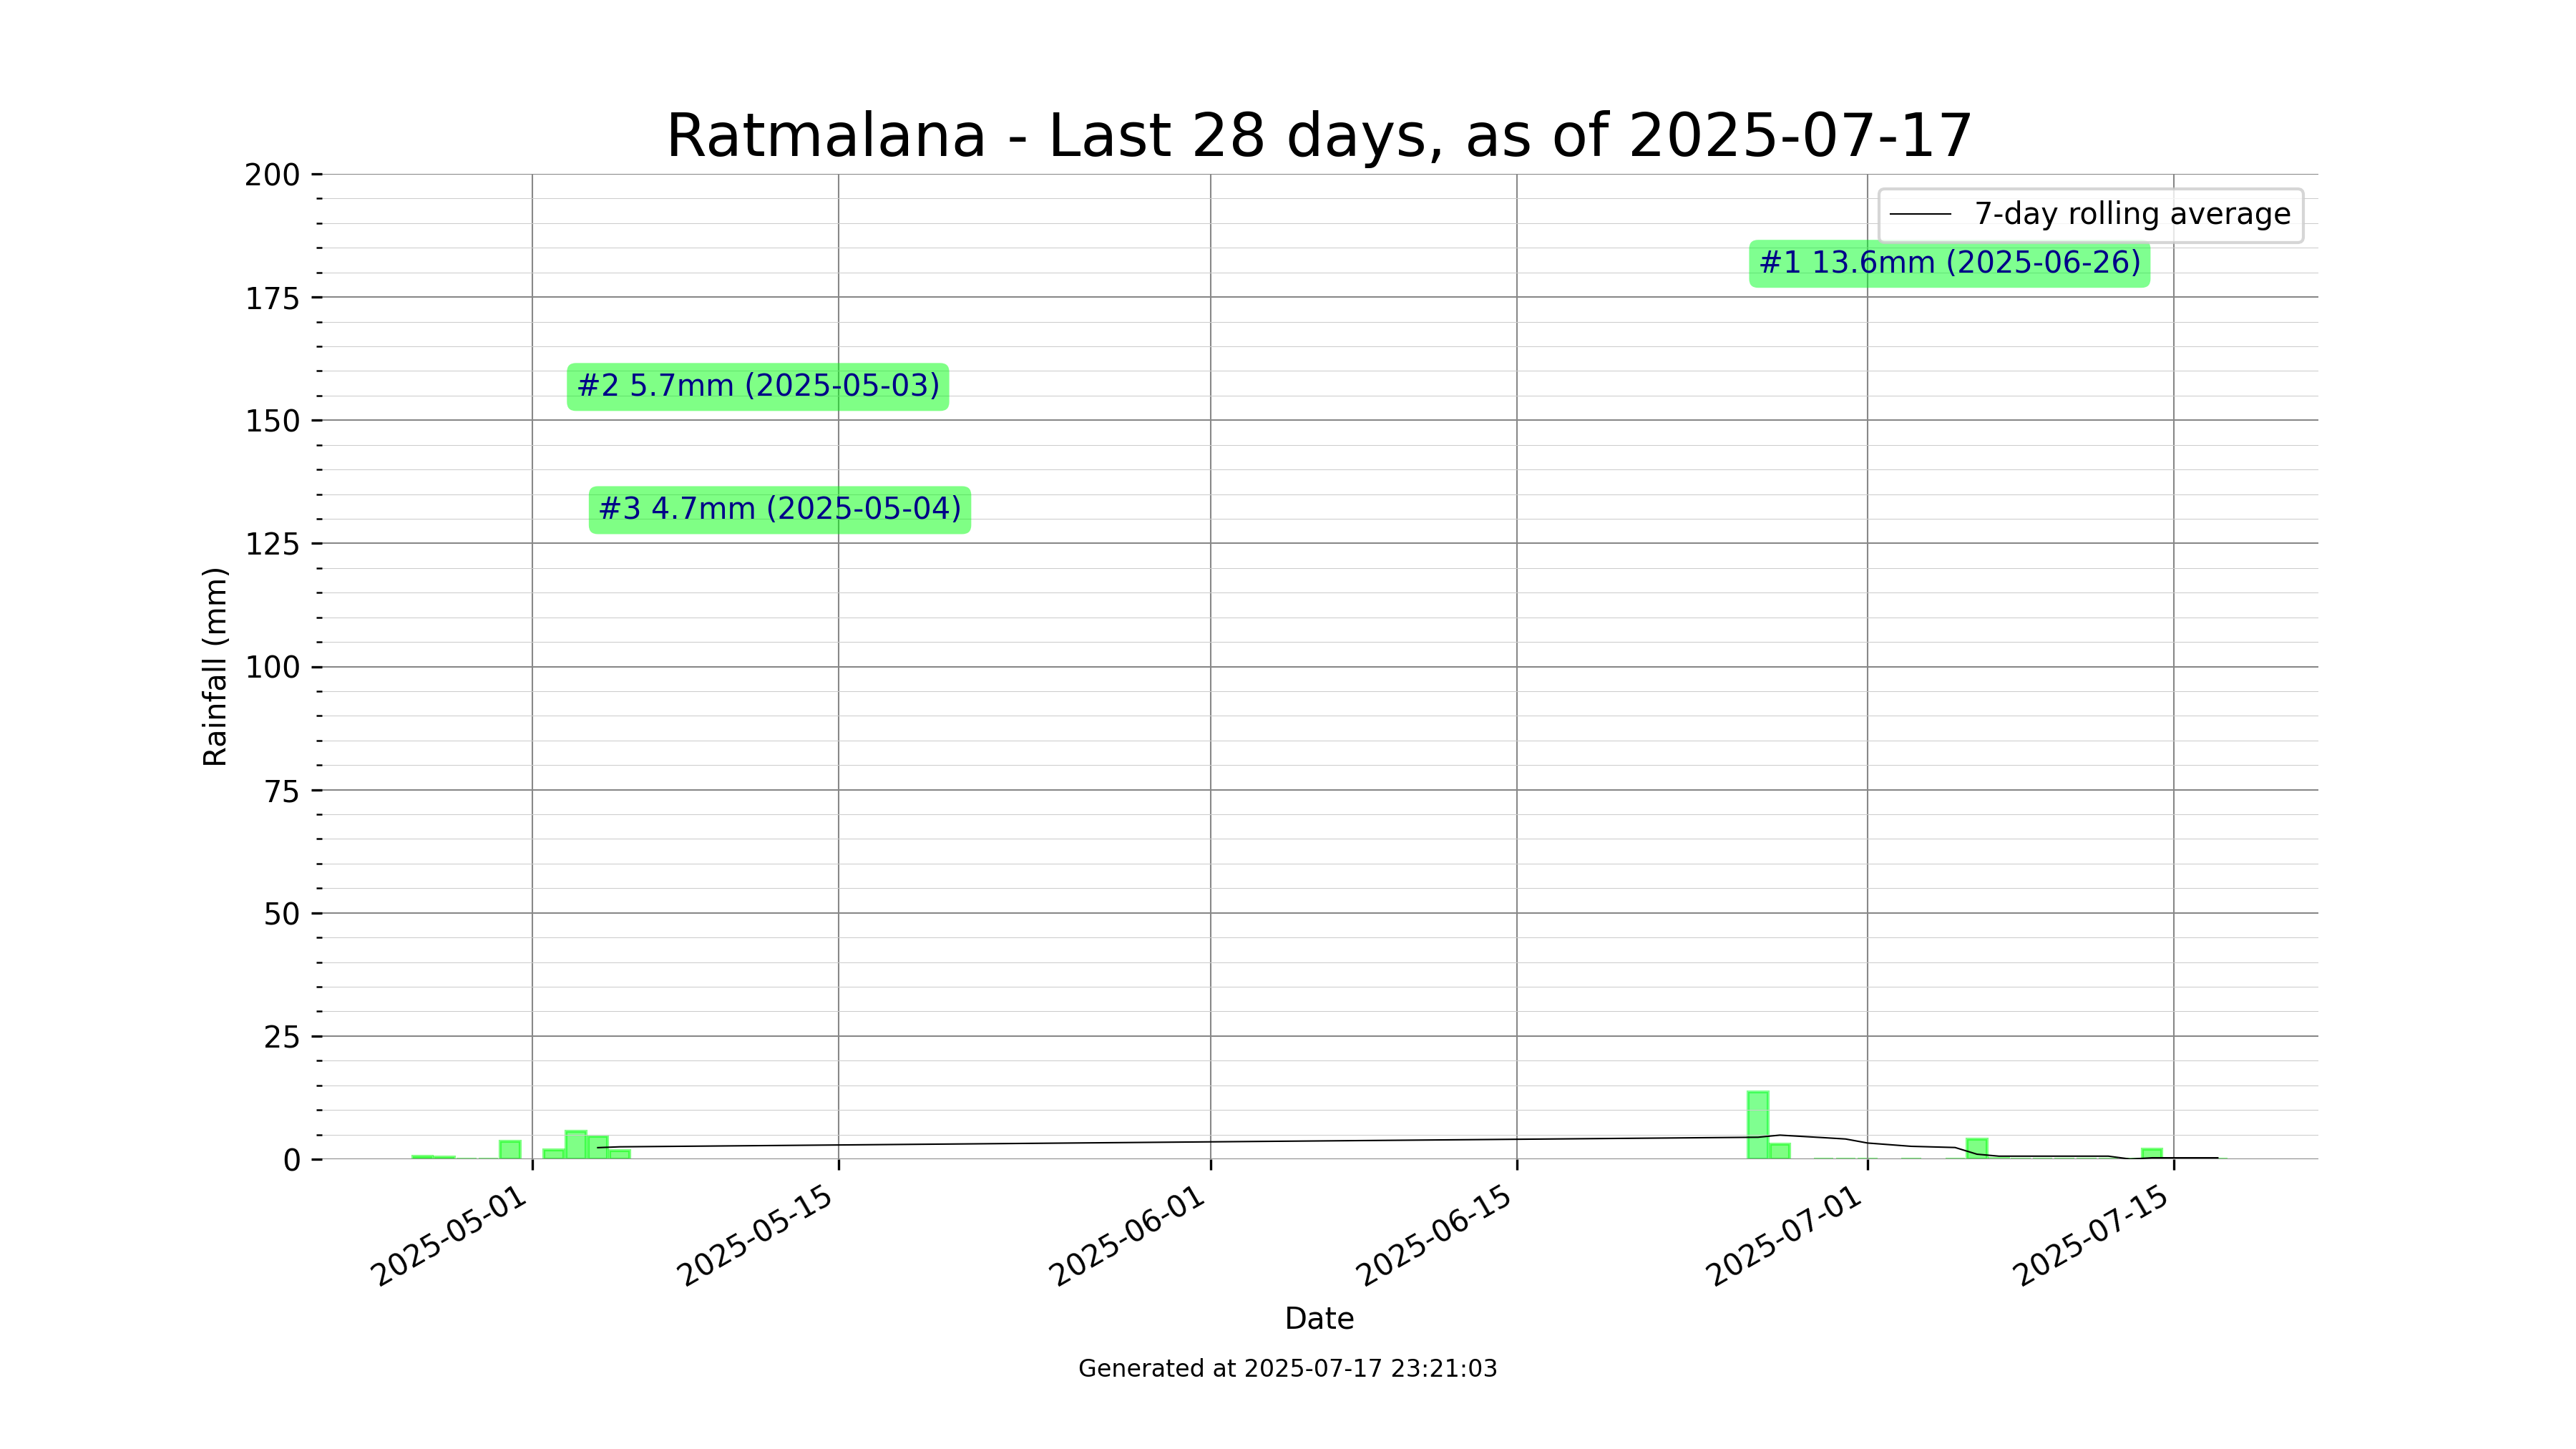 Ratmalana - Last 28 days, as of 2025-07-17
200
175
150
125
100
75
50
25
0
Rainfall (mm)
7-day rolling average
#1 13.6mm (2025-06-26)
#2 5.7mm (2025-05-03)
#3 4.7mm (2025-05-04)
2025-05-01
2025-05-15
2025-06-01
2025-06-15
2025-07-01
2025-07-15
Date
Generated at 2025-07-17 23:21:03